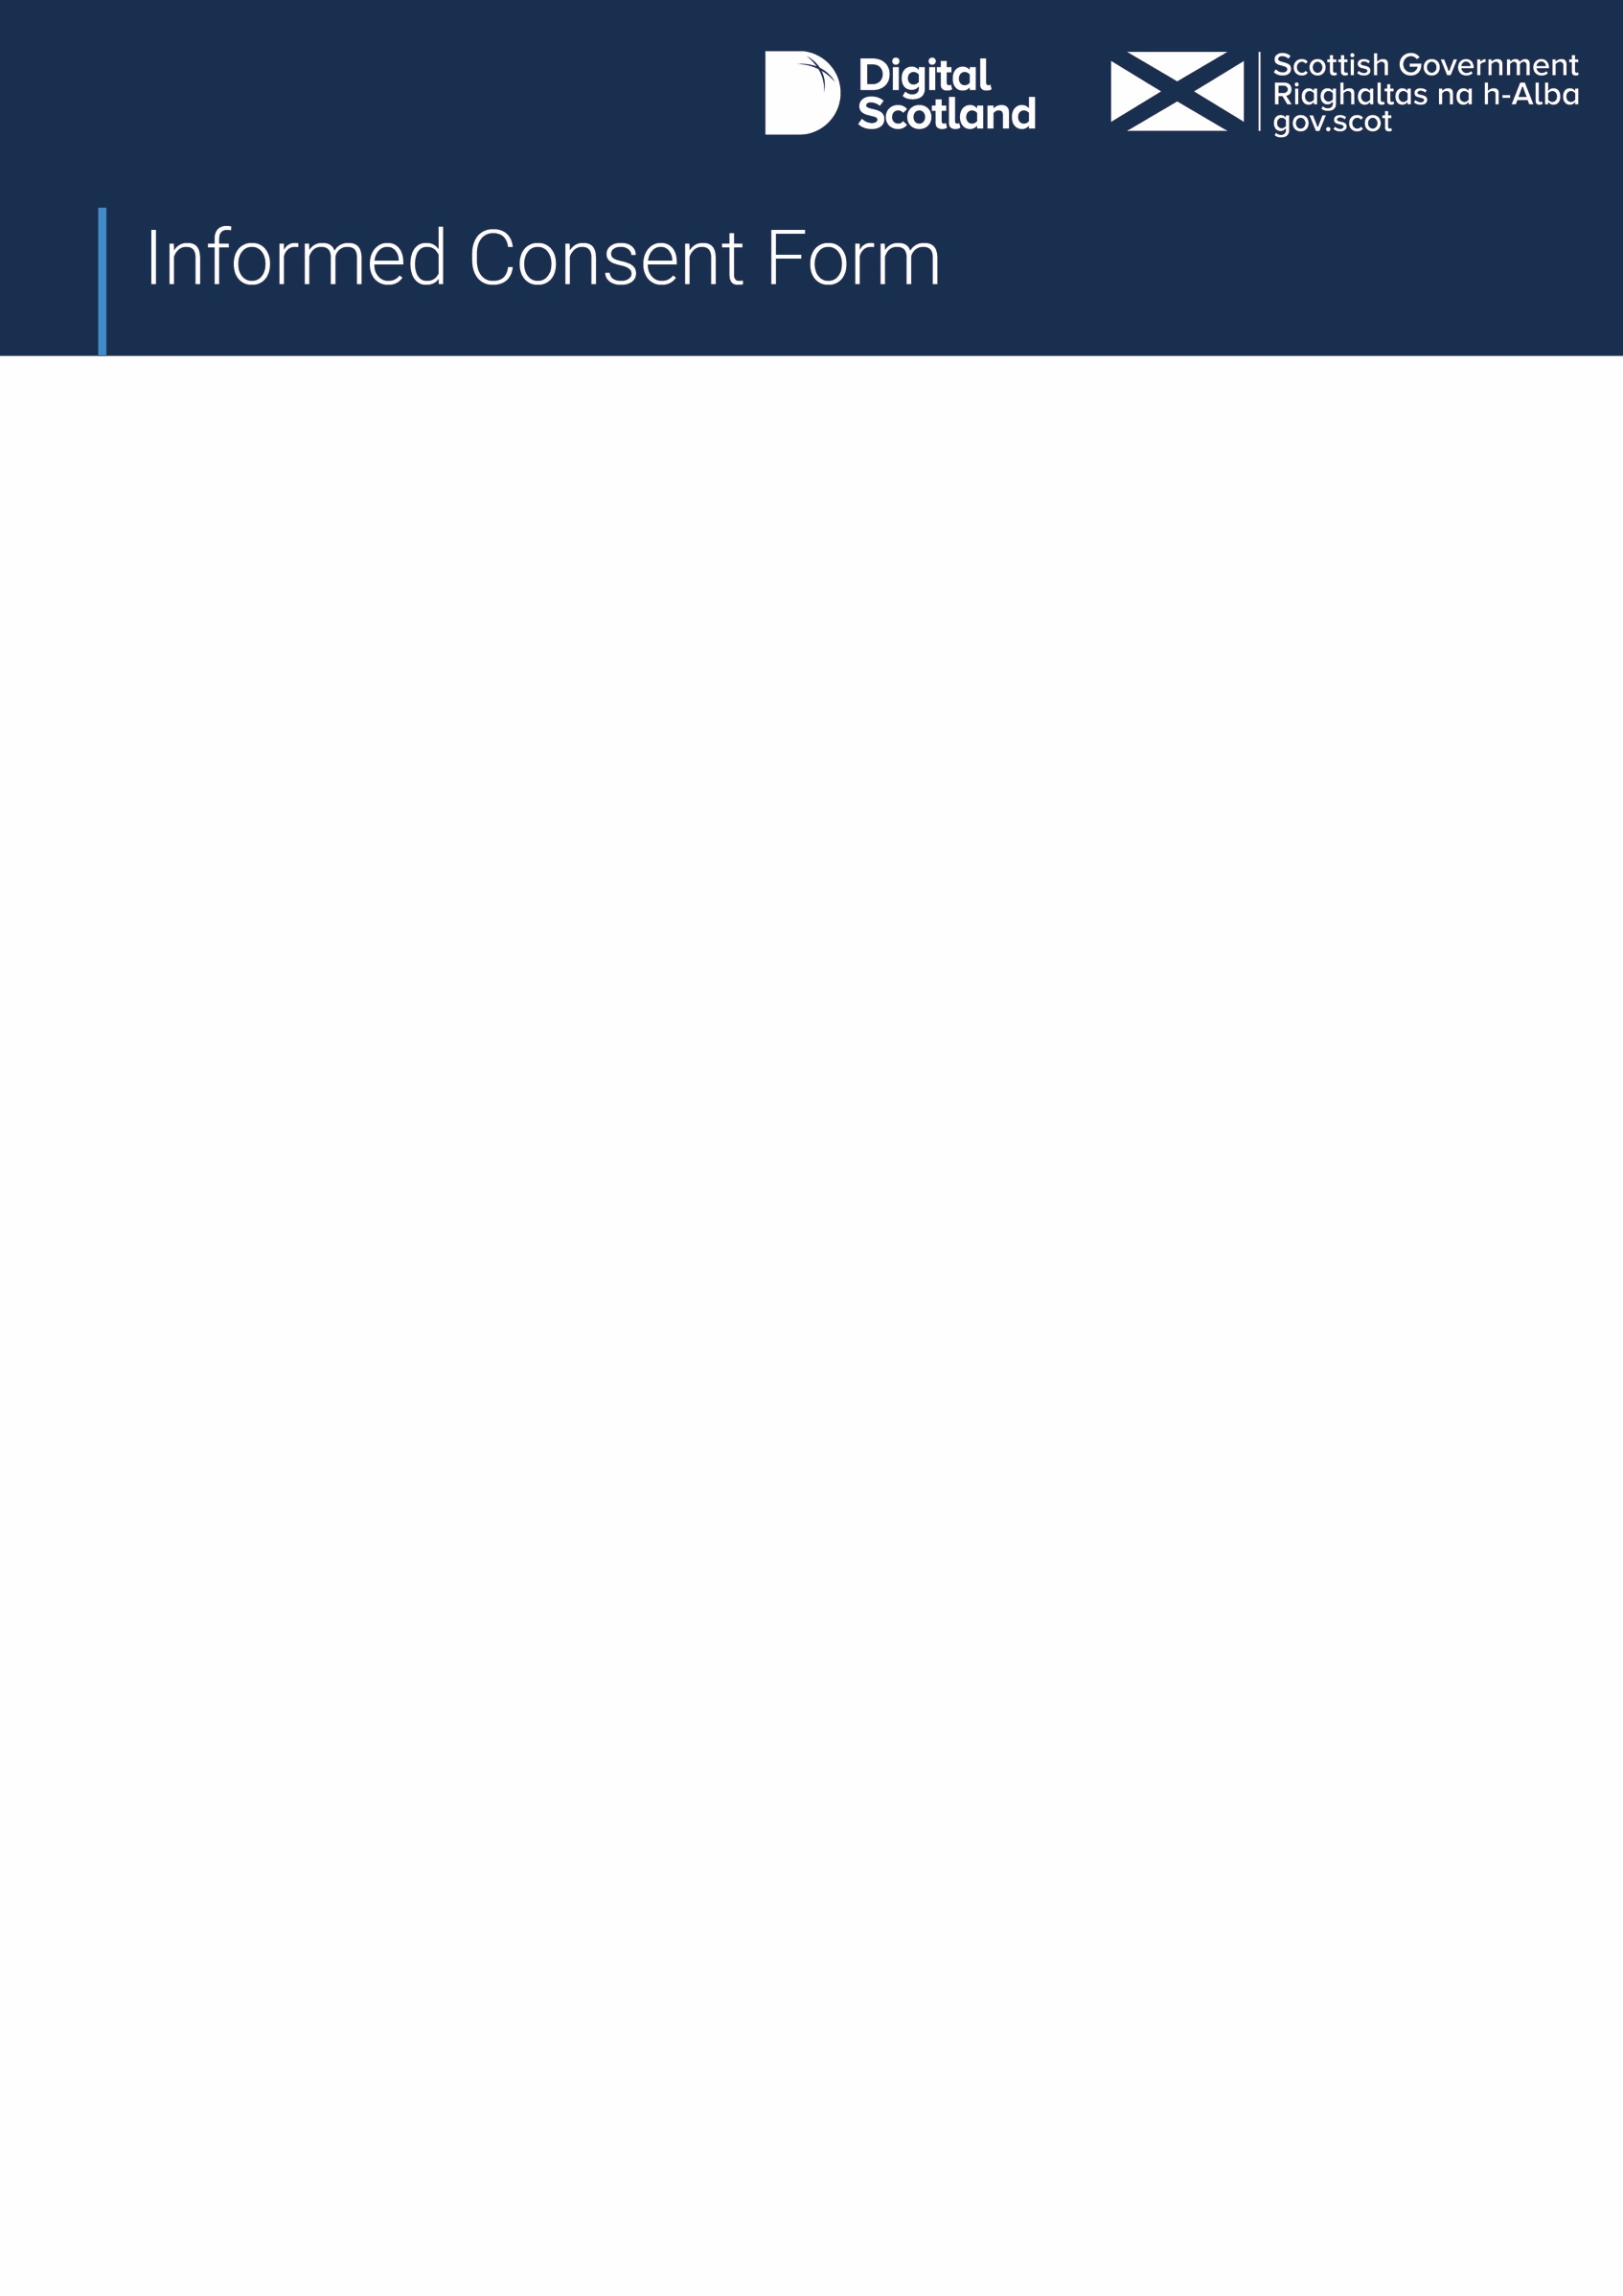 Digital
Scotland
Scottish Government
Riaghaltas na h-Alba
gov.scot
Informed Consent Form